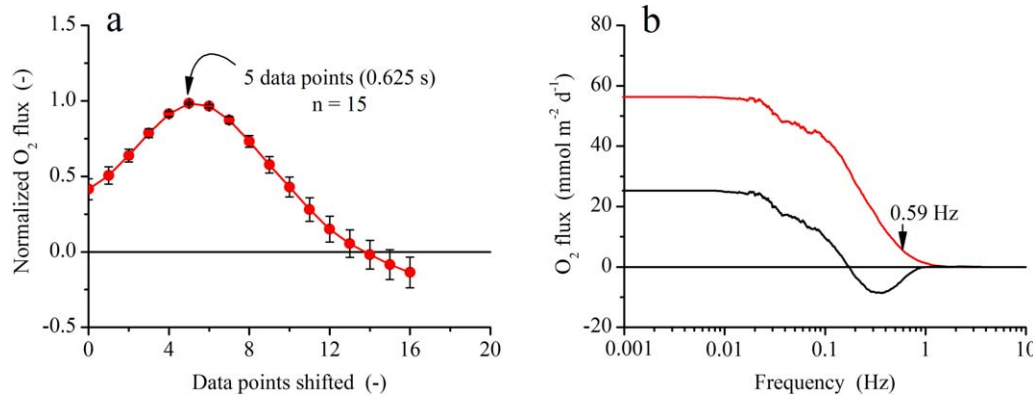 a
1.5
1.0
0.5
0.0
-0.5
Normalized O₂ flux (-)
5 data points (0.625 s)
n = 15
0 4 8 12 16 20
Data points shifted (-)
b
80
60
40
20
0
-20
O₂ flux (mmol m⁻² d⁻¹)
0.59 Hz
0.001 0.01 0.1 1 10
Frequency (Hz)